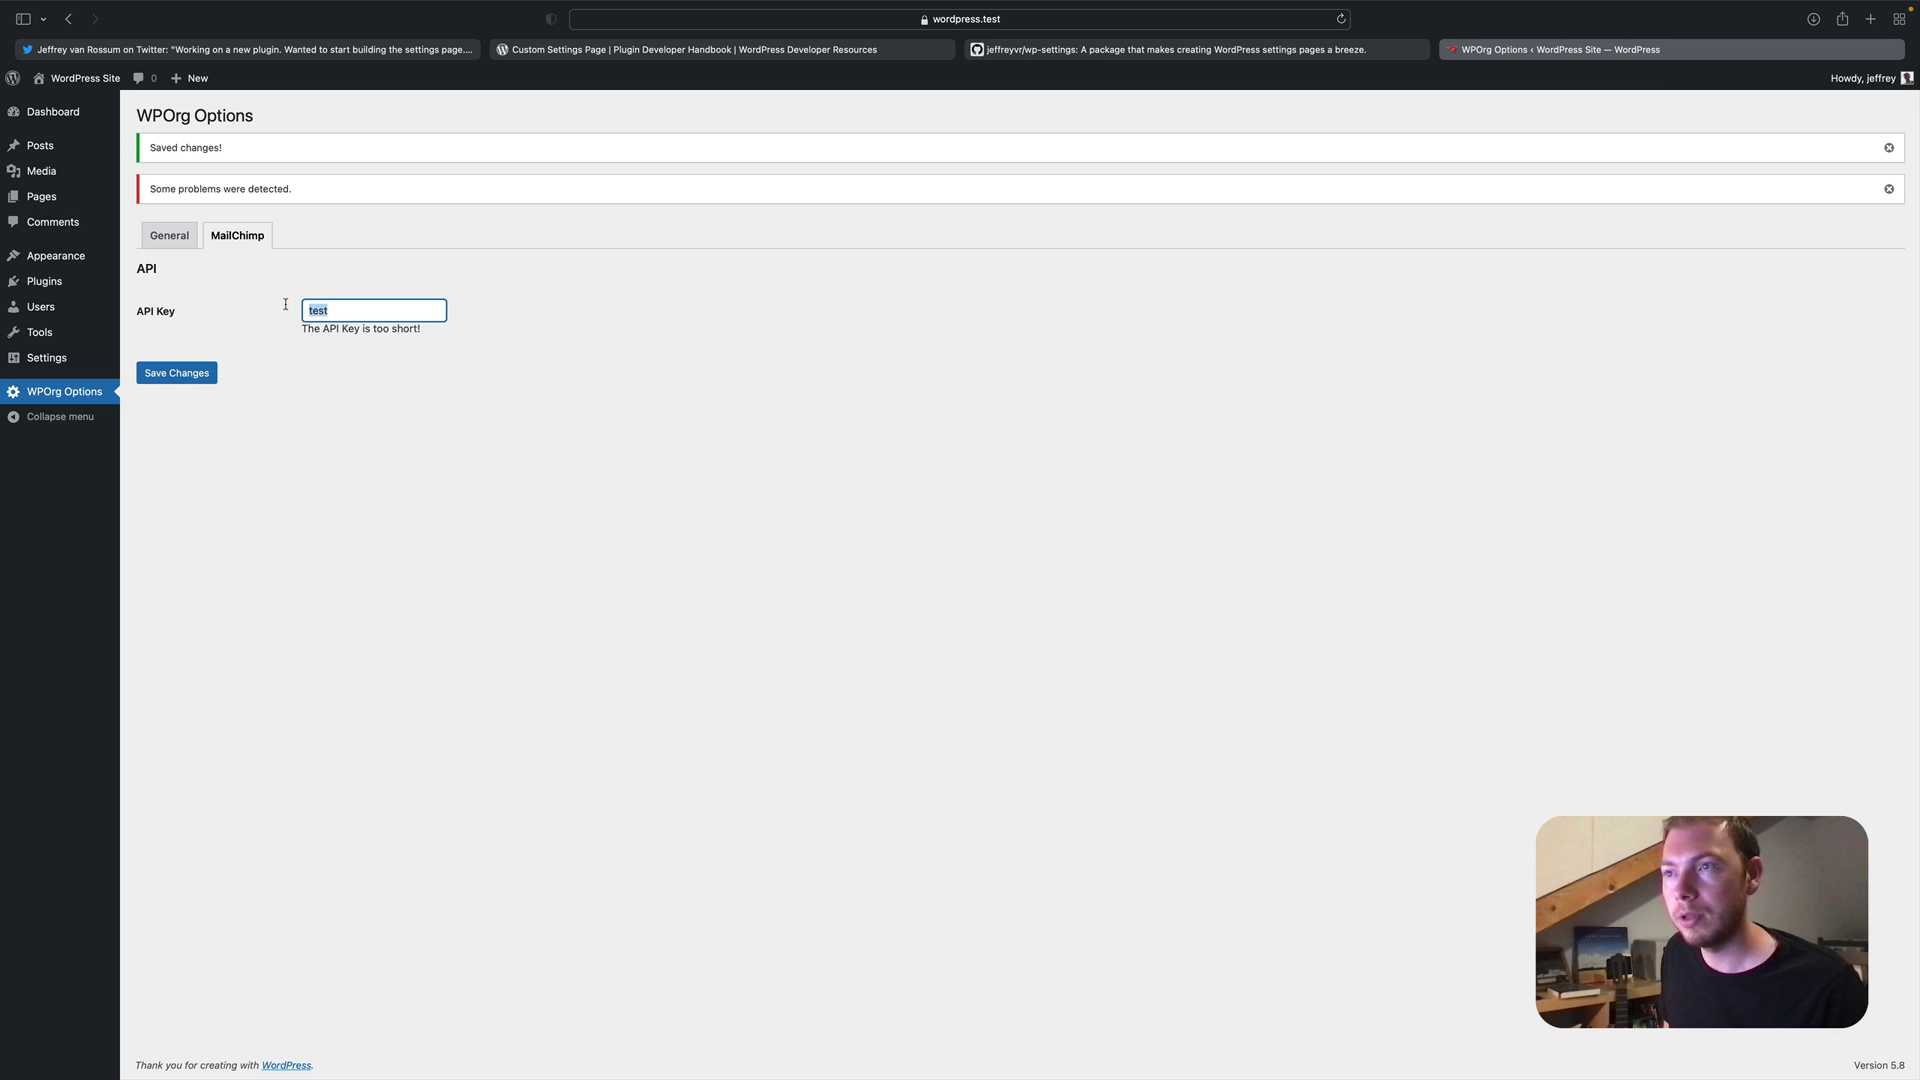 wordpress.test
Jeffrey van Rossum on Twitter: "Working on a new plugin. Wanted to start building the settings page....
Custom Settings Page | Plugin Developer Handbook | WordPress Developer Resources
jeffreyvr/wp-settings: A package that makes creating WordPress settings pages a breeze.
WPOrg Options ‹ WordPress Site — WordPress
WordPress Site
0
New
Howdy, jeffrey
Dashboard
Posts
Media
Pages
Comments
Appearance
Plugins
Users
Tools
Settings
WPOrg Options
Collapse menu
WPOrg Options
Saved changes!
Some problems were detected.
General
MailChimp
API
API Key
test
The API Key is too short!
Save Changes
Thank you for creating with WordPress.
Version 5.8